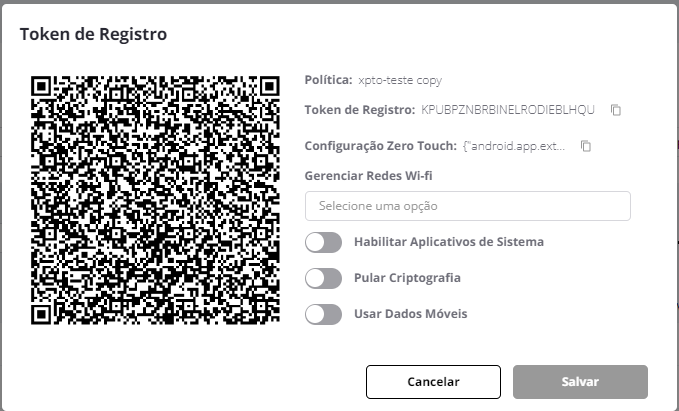 Token de Registro
Política: xpto-teste copy
Token de Registro: KPUBPZNBRBINELRODIEBLHQU
Configuração Zero Touch: {"android.app.ext...
Gerenciar Redes Wi-fi
Selecione uma opção
Habilitar Aplicativos de Sistema
Pular Criptografia
Usar Dados Móveis
Cancelar
Salvar